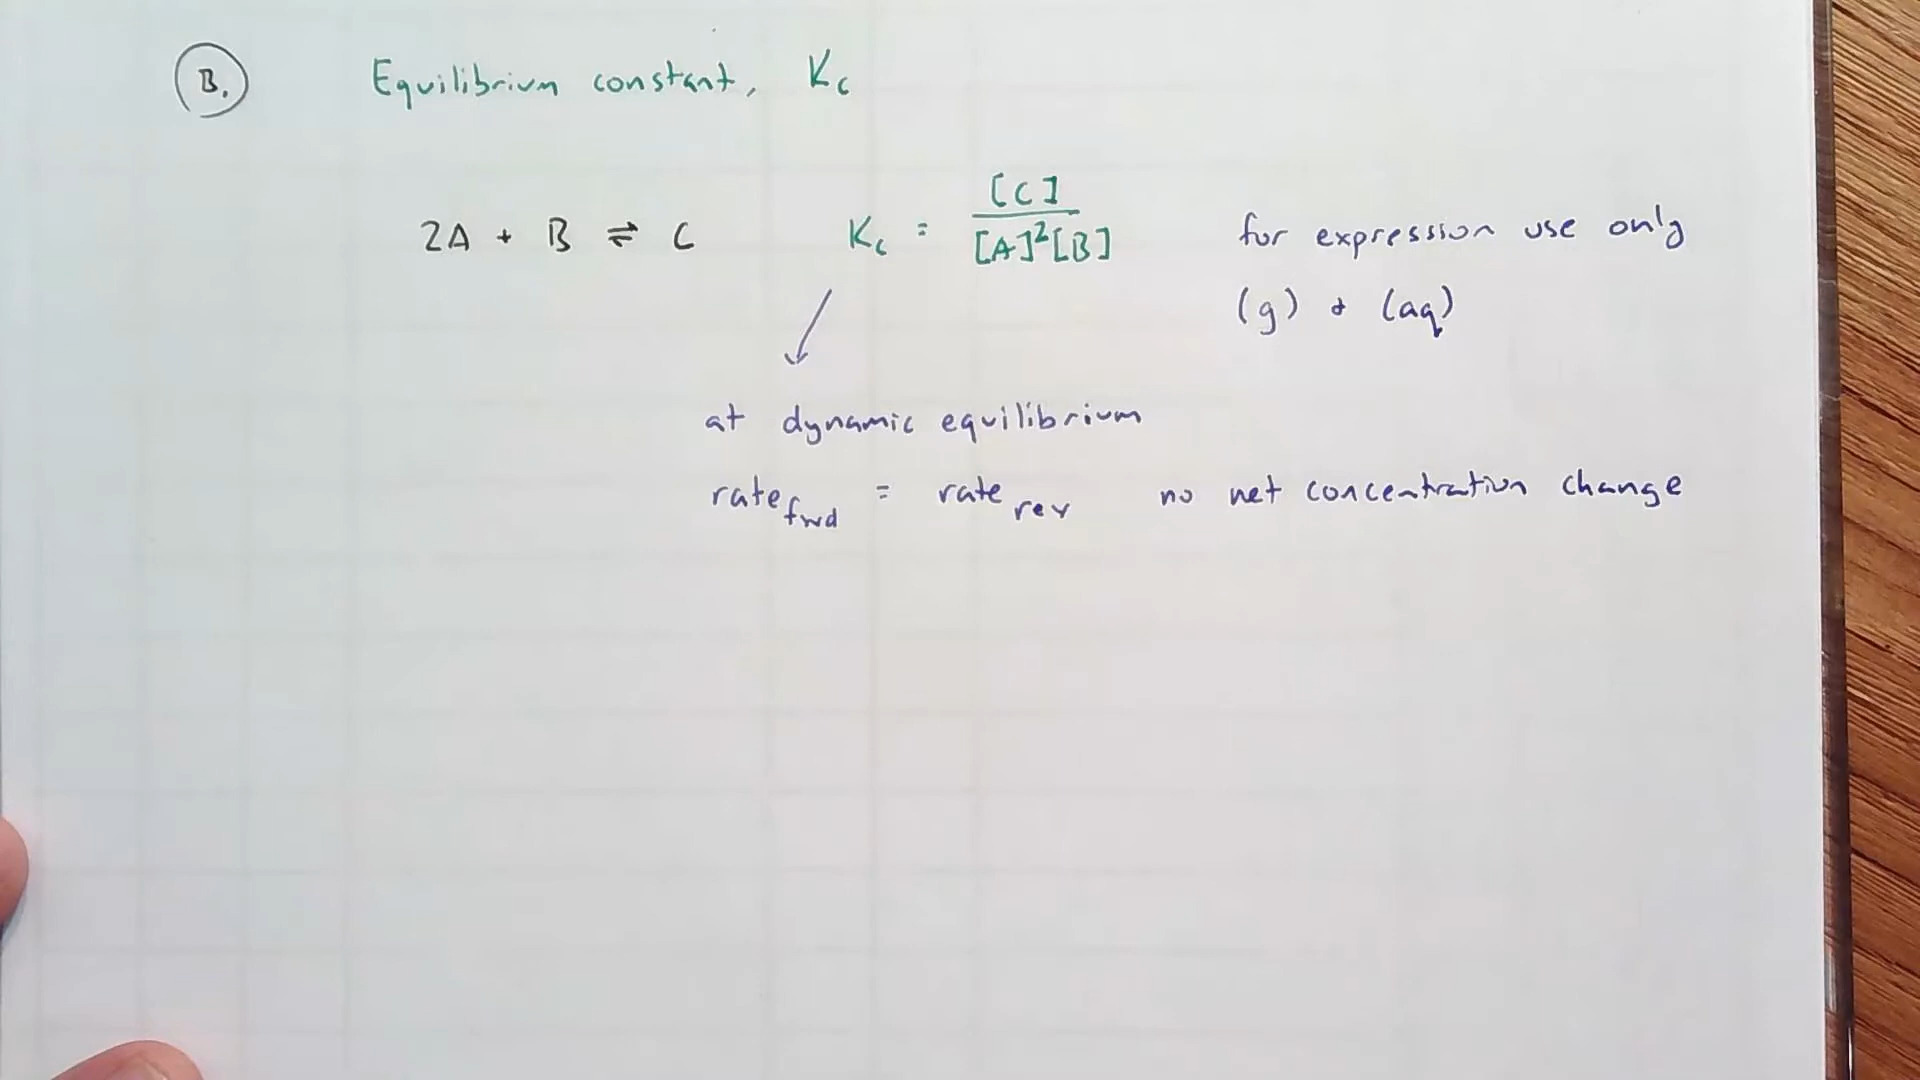 B. Equilibrium constant, Kc
2A + B ⇌ C Kc = [C] / [A]²[B] for expression use only
(g) & (aq)
at dynamic equilibrium
rate fwd = rate rev no net concentration change